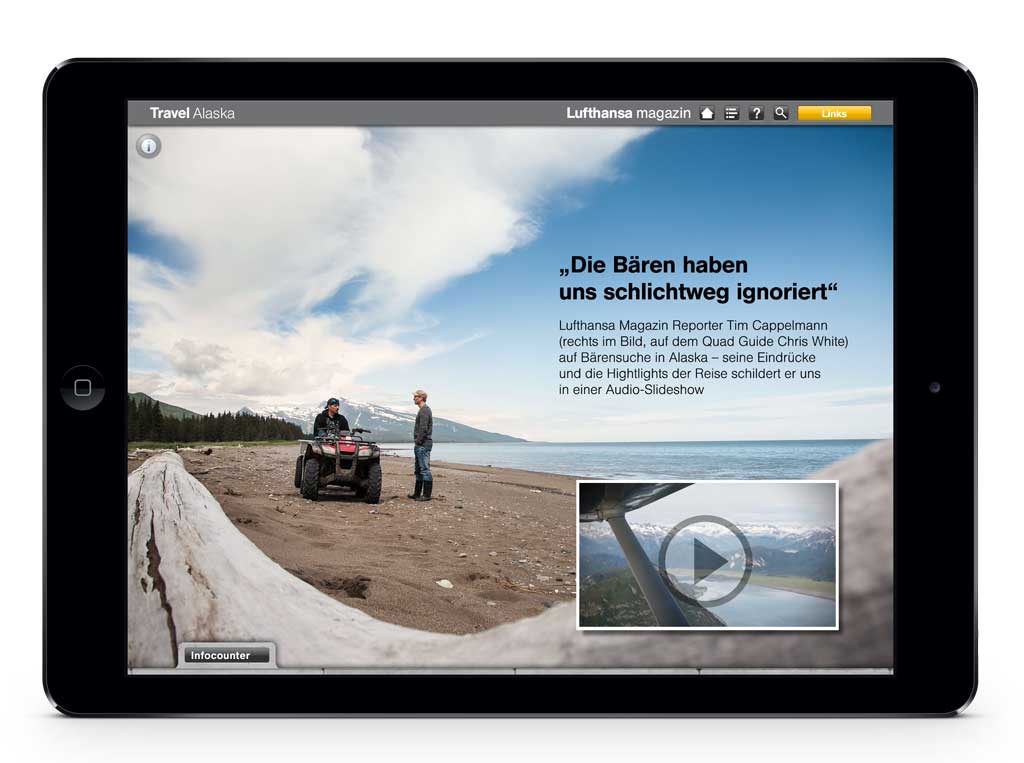 Travel Alaska
Lufthansa magazin
?
Links
i
„Die Bären haben
uns schlichtweg ignoriert“
Lufthansa Magazin Reporter Tim Cappelmann
(rechts im Bild, auf dem Quad Guide Chris White)
auf Bärensuche in Alaska – seine Eindrücke
und die Hightlights der Reise schildert er uns
in einer Audio-Slideshow
Infocounter